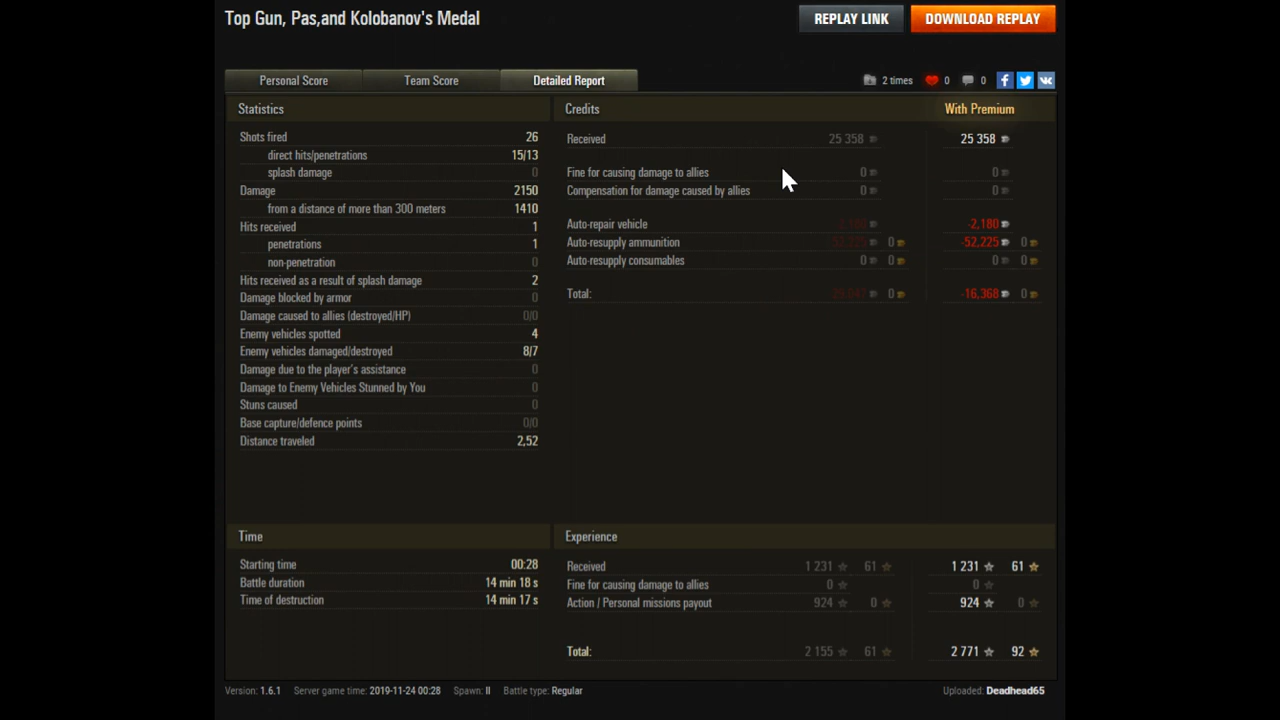 Top Gun, Pas,and Kolobanov's Medal
REPLAY LINK
DOWNLOAD REPLAY
Personal Score
Team Score
Detailed Report
2 times
0
0
Statistics
Shots fired 26
direct hits/penetrations 15/13
splash damage 0
Damage 2150
from a distance of more than 300 meters 1410
Hits received 1
penetrations 1
non-penetration 0
Hits received as a result of splash damage 2
Damage blocked by armor 0
Damage caused to allies (destroyed/HP) 0/0
Enemy vehicles spotted 4
Enemy vehicles damaged/destroyed 8/7
Damage due to the player's assistance 0
Damage to Enemy Vehicles Stunned by You 0
Stuns caused 0
Base capture/defence points 0/0
Distance traveled 2,52
Credits With Premium
Received 25 358 25 358
Fine for causing damage to allies 0 0
Compensation for damage caused by allies 0 0
Auto-repair vehicle -2,180 -2,180
Auto-resupply ammunition 0 -52,225 0
Auto-resupply consumables 0 0 0 0
Total: 0 -16,368 0
Time
Starting time 00:28
Battle duration 14 min 18 s
Time of destruction 14 min 17 s
Experience
Received 1 231 61 1 231 61
Fine for causing damage to allies 0 0
Action / Personal missions payout 924 0 924 0
Total: 2 155 61 2 771 92
Version: 1.6.1 Server game time: 2019-11-24 00:28 Spawn: II Battle type: Regular Uploaded: Deadhead65